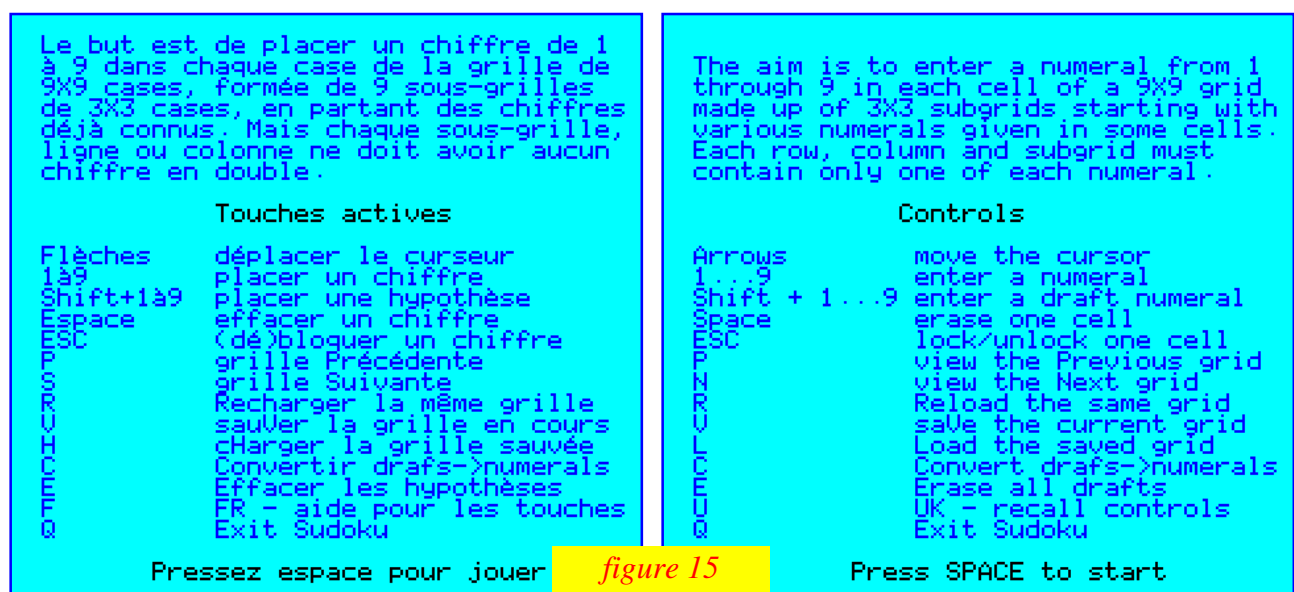 Le but est de placer un chiffre de 1
à 9 dans chaque case de la grille de
9X9 cases, formée de 9 sous-grilles
de 3X3 cases, en partant des chiffres
déjà connus. Mais chaque sous-grille,
ligne ou colonne ne doit avoir aucun
chiffre en double.
Touches actives
Flèches déplacer le curseur
1à9 placer un chiffre
Shift+1à9 placer une hypothèse
Espace effacer un chiffre
ESC (dé)bloquer un chiffre
P grille Précédente
S grille Suivante
R Recharger la même grille
V sauVer la grille en cours
H cHarger la grille sauvée
C Convertir drafs->numerals
E Effacer les hypothèses
F FR - aide pour les touches
Q Exit Sudoku
Pressez espace pour jouer
The aim is to enter a numeral from 1
through 9 in each cell of a 9X9 grid
made up of 3X3 subgrids starting with
various numerals given in some cells.
Each row, column and subgrid must
contain only one of each numeral.
Controls
Arrows move the cursor
1...9 enter a numeral
Shift + 1...9 enter a draft numeral
Space erase one cell
ESC lock/unlock one cell
P view the Previous grid
N view the Next grid
R Reload the same grid
V saVe the current grid
L Load the saved grid
C Convert drafs->numerals
E Erase all drafts
U UK - recall controls
Q Exit Sudoku
Press SPACE to start
figure 15